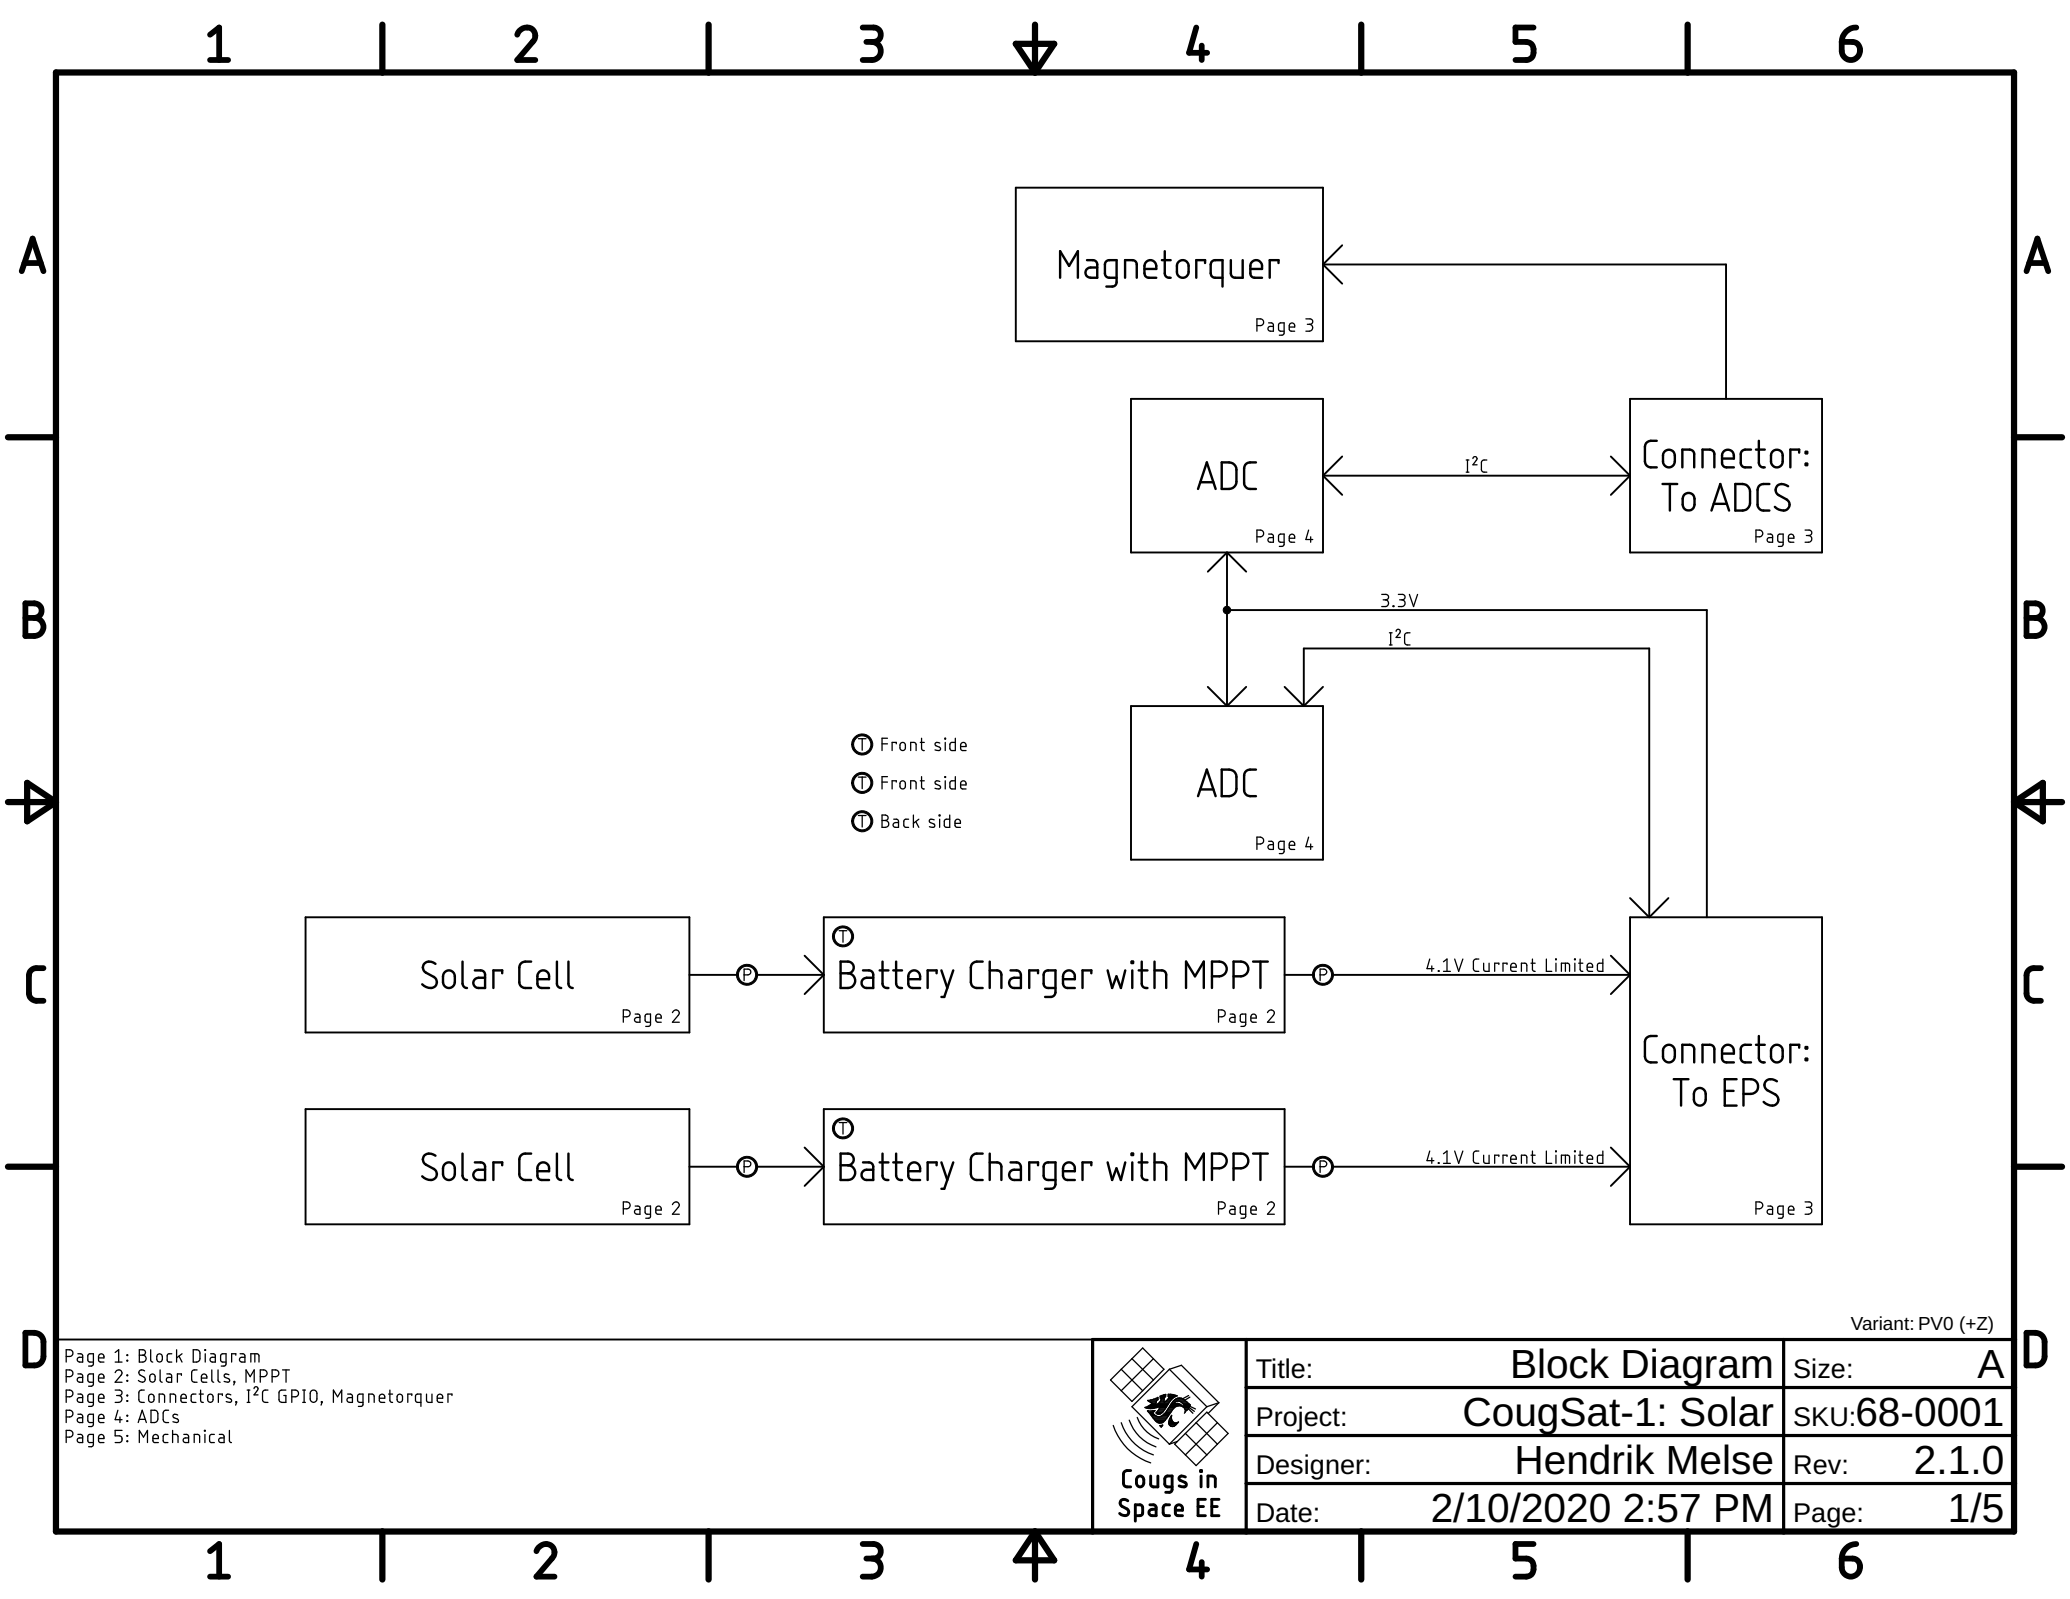 1 2 3 4 5 6
A A
Magnetorquer
Page 3
ADC
Page 4
I²C
Connector:
To ADCS
Page 3
B B
3.3V
I²C
T Front side
T Front side
T Back side
ADC
Page 4
C C
Solar Cell
Page 2
P
T
Battery Charger with MPPT
Page 2
P
4.1V Current Limited
Connector:
To EPS
Page 3
Solar Cell
Page 2
P
T
Battery Charger with MPPT
Page 2
P
4.1V Current Limited
Variant: PV0 (+Z)
D D
Page 1: Block Diagram
Page 2: Solar Cells, MPPT
Page 3: Connectors, I²C GPIO, Magnetorquer
Page 4: ADCs
Page 5: Mechanical
Cougs in
Space EE
Title: Block Diagram Size: A
Project: CougSat-1: Solar SKU:68-0001
Designer: Hendrik Melse Rev: 2.1.0
Date: 2/10/2020 2:57 PM Page: 1/5
1 2 3 4 5 6